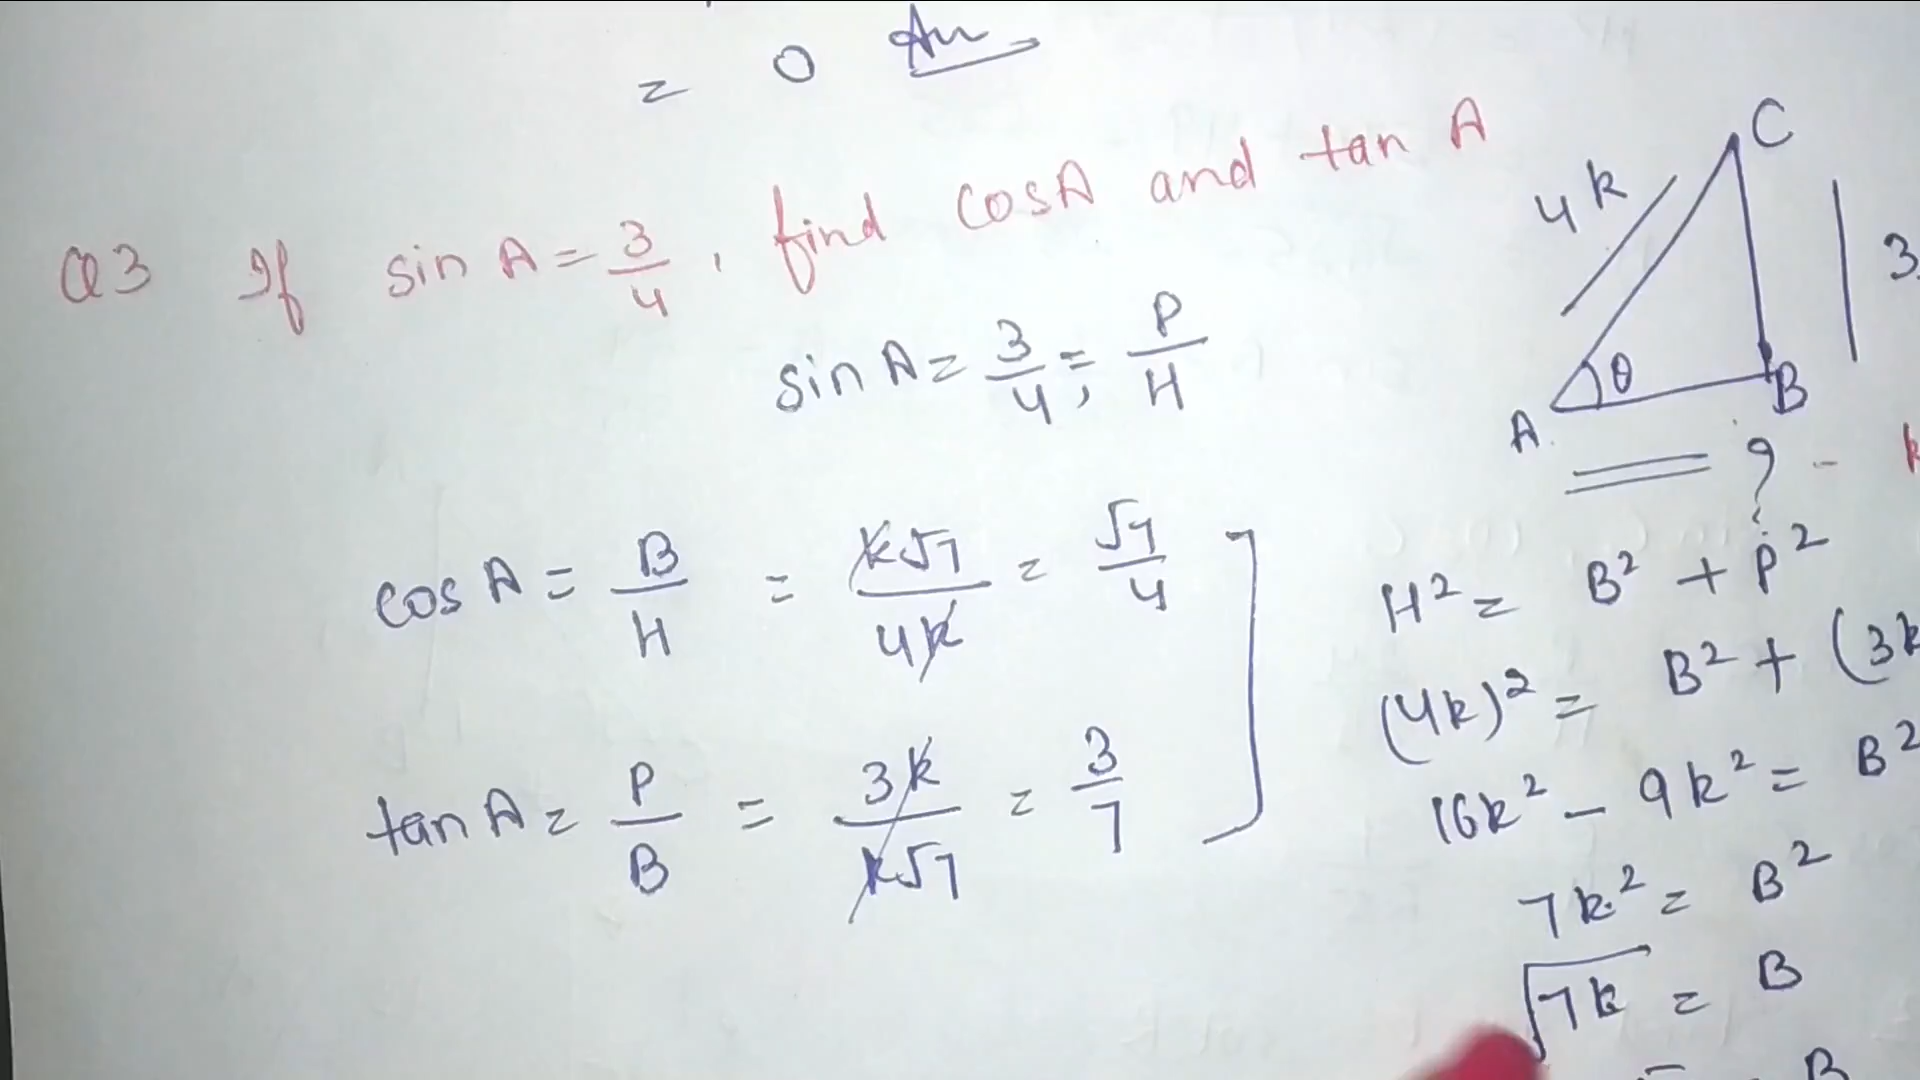 = 0 Ans
Q3 If sin A = 3/4, find cosA and tan A
sin A = 3/4 = P/H
cos A = B/H = k√7/4k = √7/4
tan A = P/B = 3k/k√7 = 3/7
C
4k
3
θ
A
B
?
H² = B² + P²
(4k)² = B² + (3k
16k² - 9k² = B²
7k² = B²
√7k = B
B